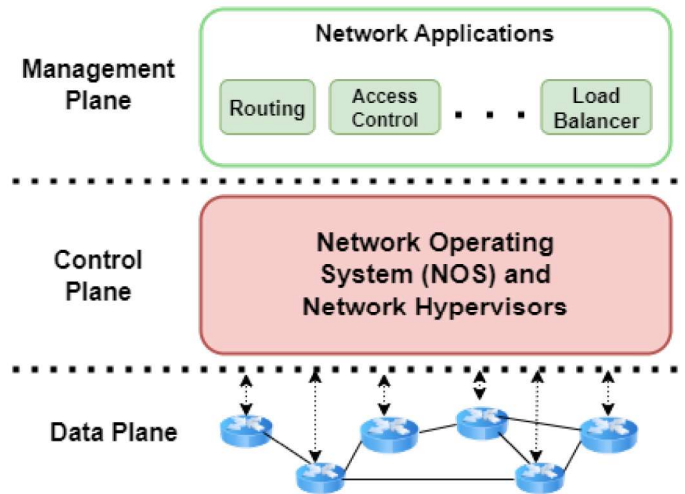 Network Applications
Management
Plane
Routing
Access
Control
Load
Balancer
Control
Plane
Network Operating
System (NOS) and
Network Hypervisors
Data Plane